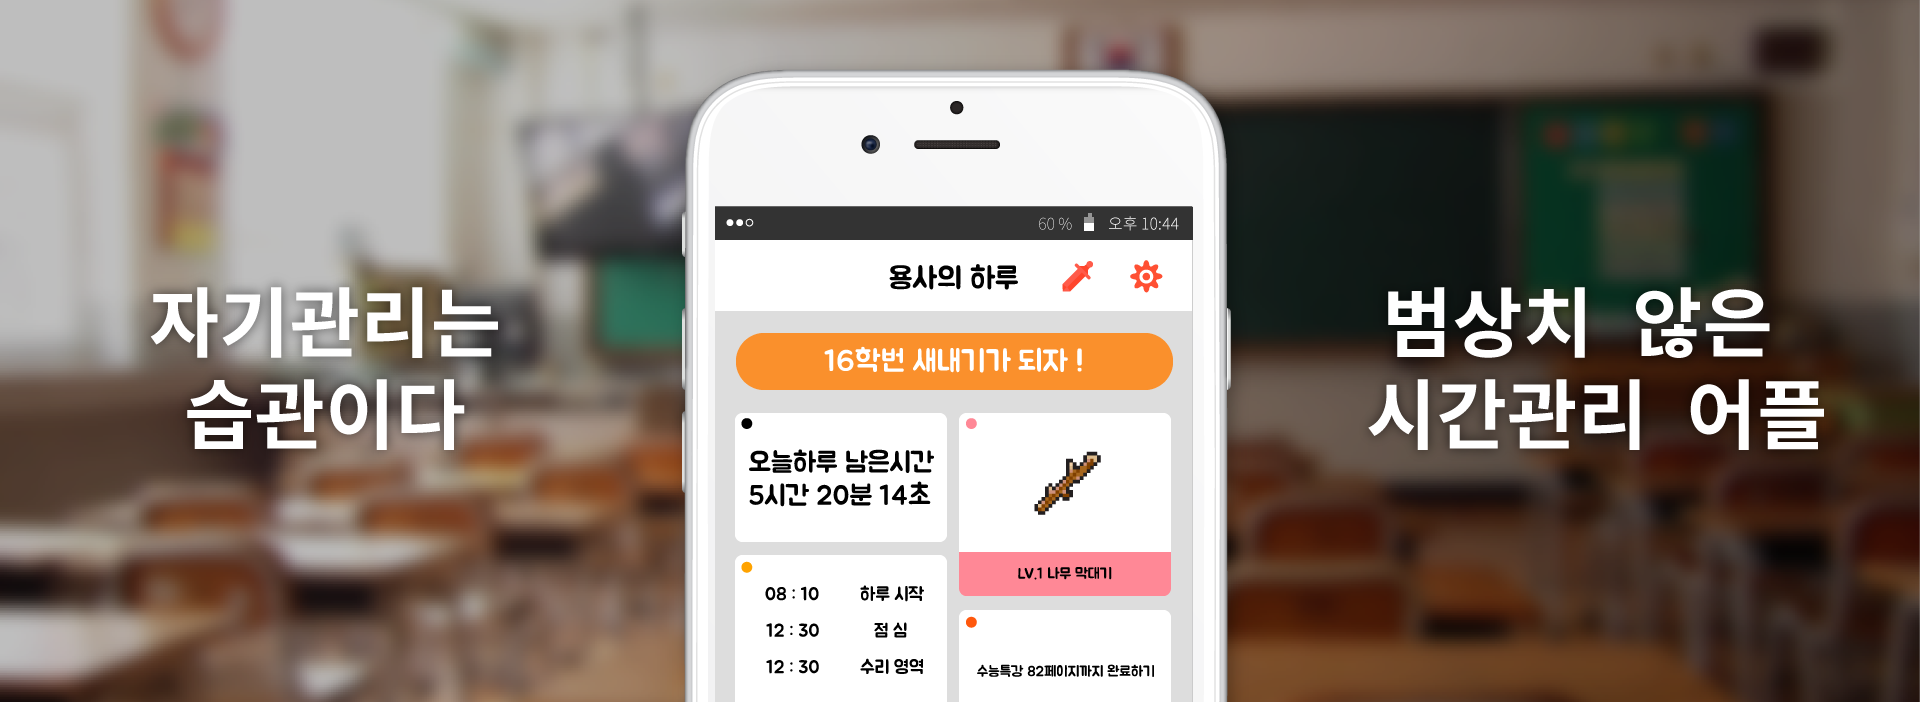 자기관리는
습관이다
60 %
오후 10:44
용사의 하루
16학번 새내기가 되자 !
오늘하루 남은시간
5시간 20분 14초
LV.1 나무 막대기
08 : 10 하루 시작
12 : 30 점 심
12 : 30 수리 영역
수능특강 82페이지까지 완료하기
범상치 않은
시간관리 어플